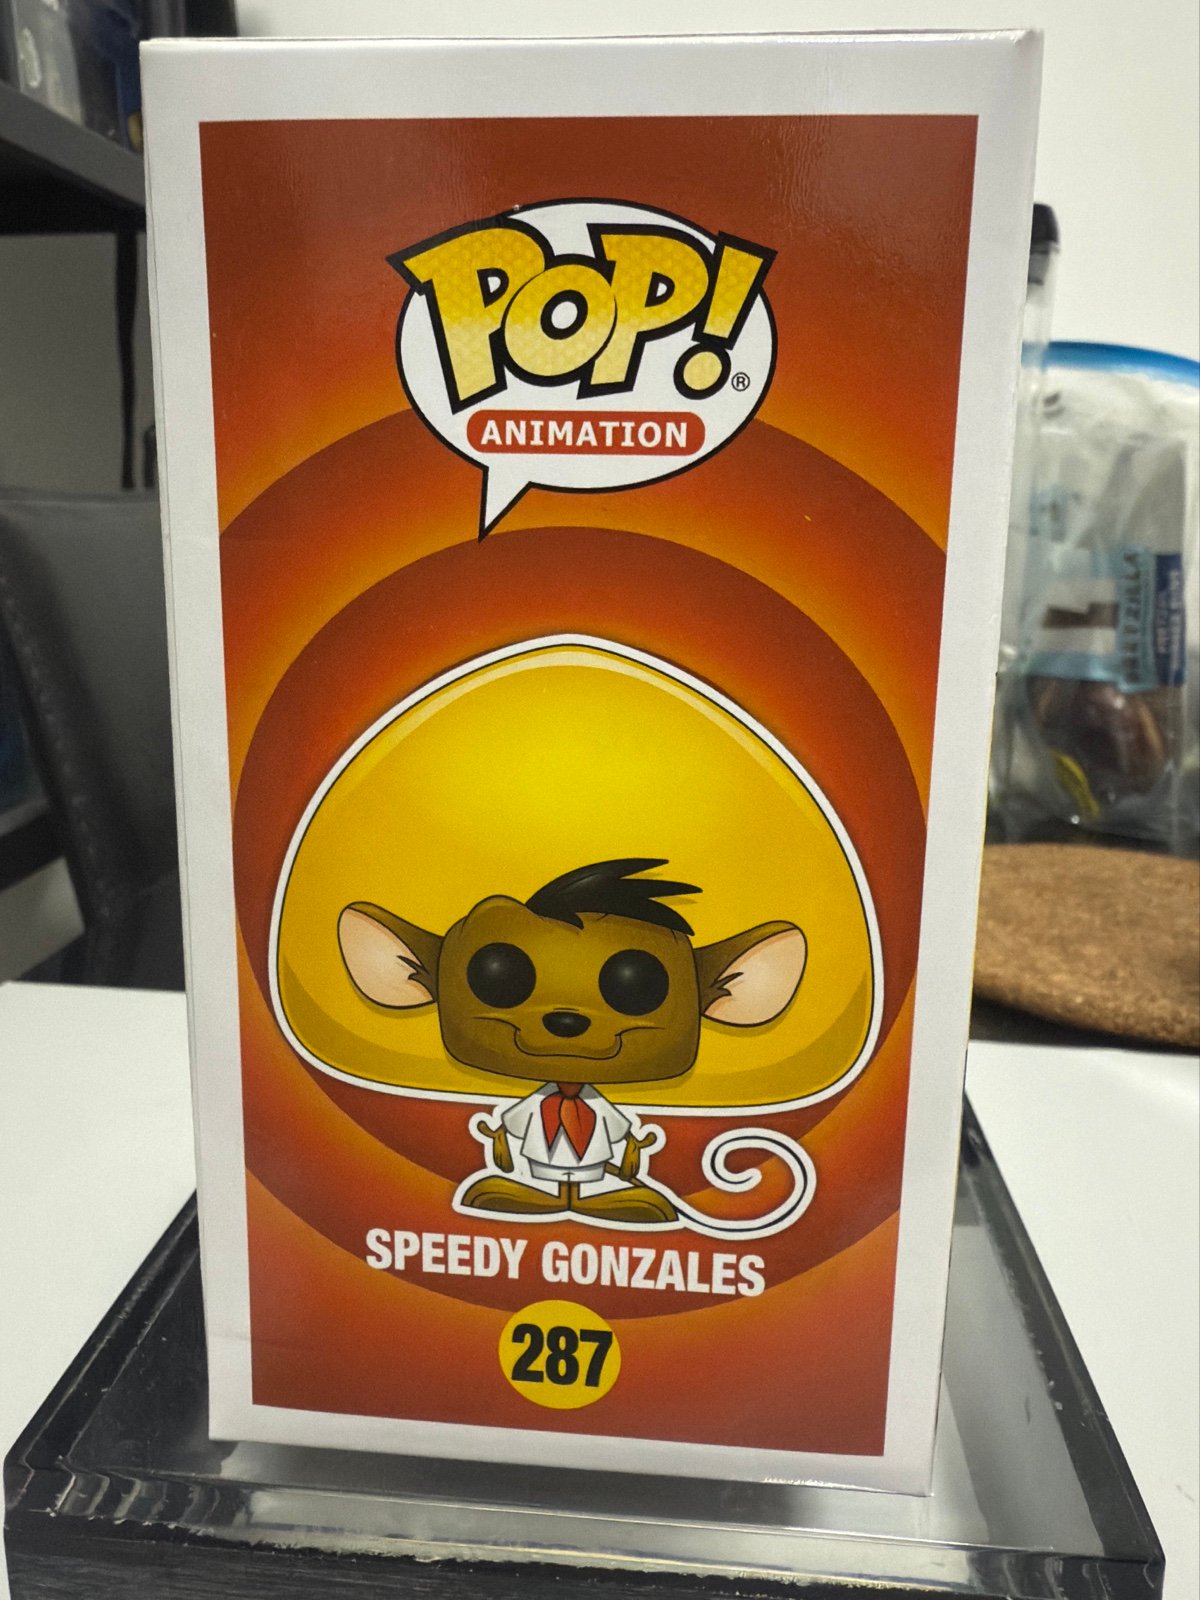 POP!®
ANIMATION
SPEEDY GONZALES
287